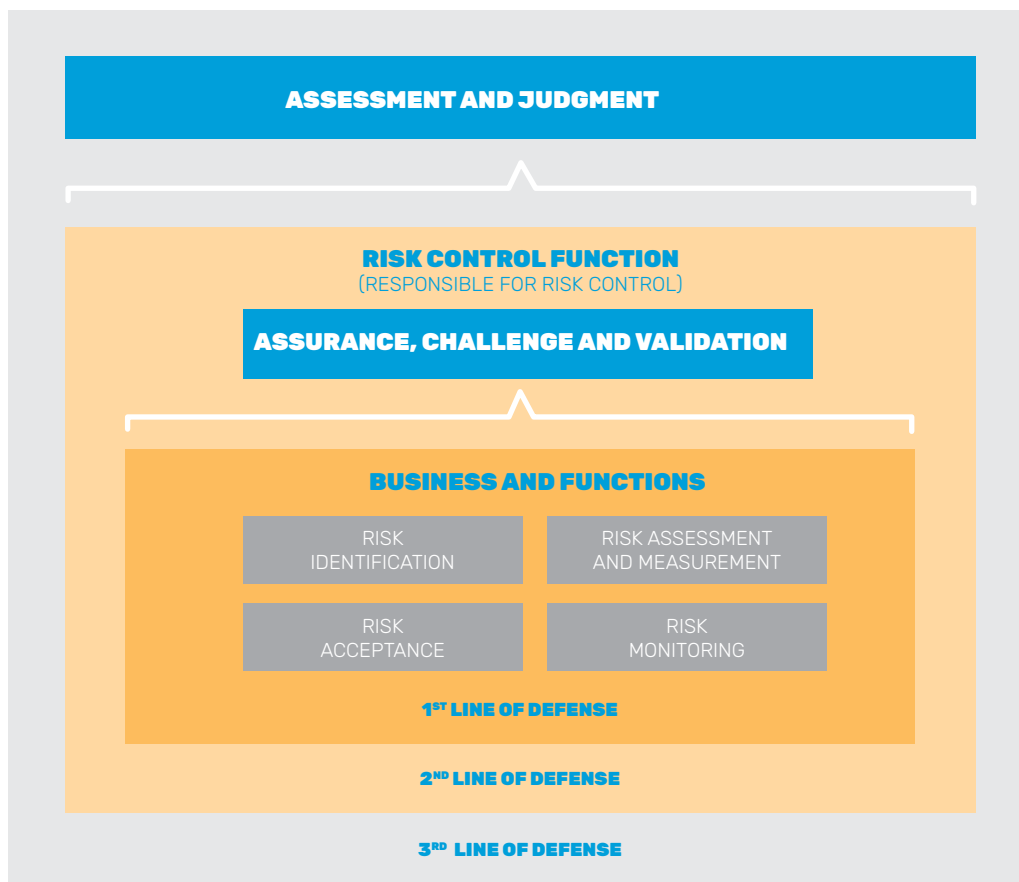 ASSESSMENT AND JUDGMENT
RISK CONTROL FUNCTION
(RESPONSIBLE FOR RISK CONTROL)
ASSURANCE, CHALLENGE AND VALIDATION
BUSINESS AND FUNCTIONS
RISK
IDENTIFICATION
RISK ASSESSMENT
AND MEASUREMENT
RISK
ACCEPTANCE
RISK
MONITORING
1ST LINE OF DEFENSE
2ND LINE OF DEFENSE
3RD LINE OF DEFENSE